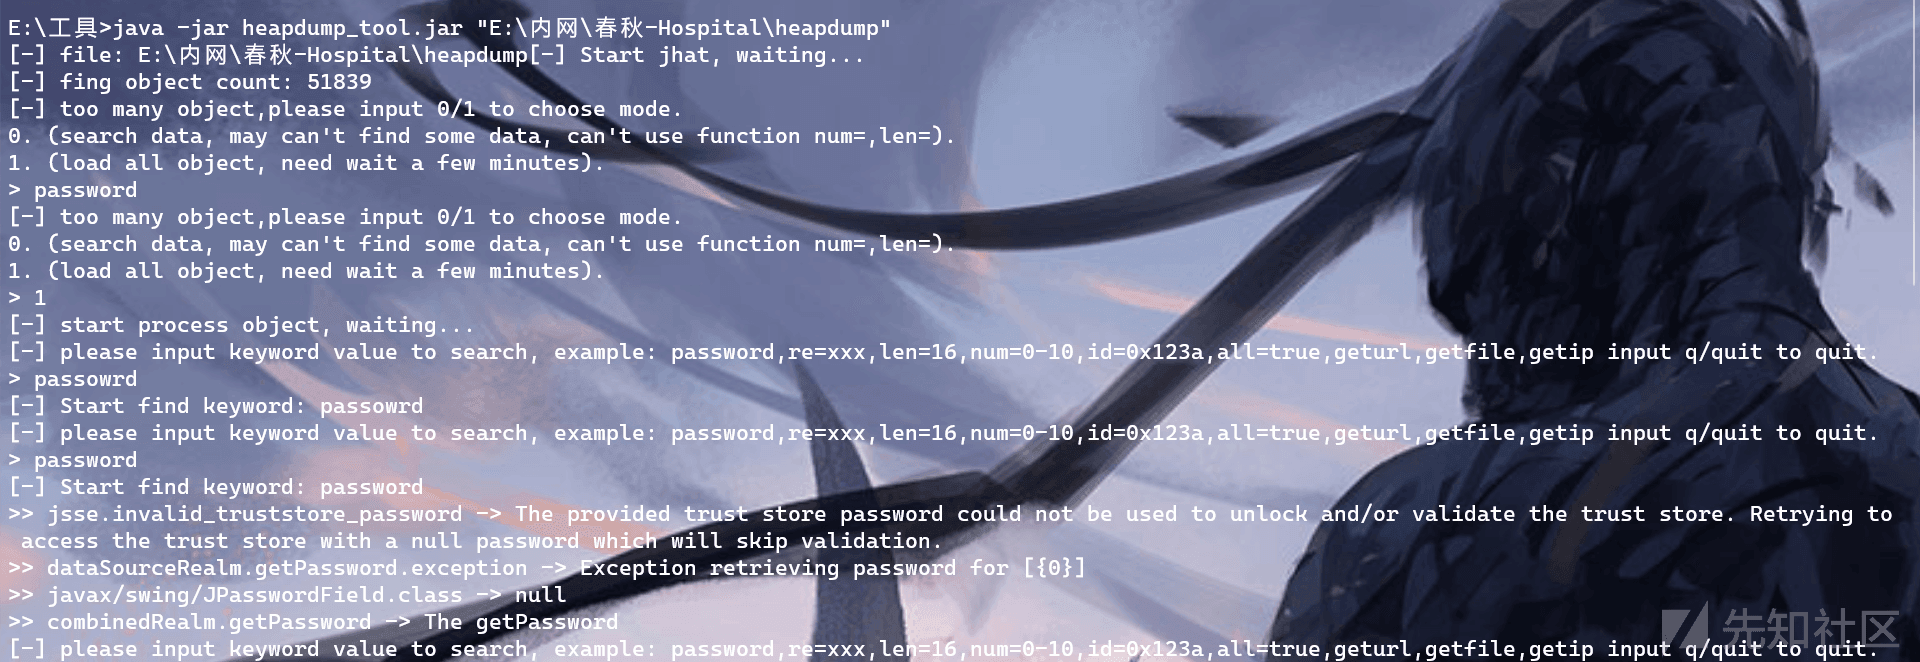 E:\工具>java -jar heapdump_tool.jar "E:\内网\春秋-Hospital\heapdump"
[-] file: E:\内网\春秋-Hospital\heapdump[-] Start jhat, waiting...
[-] fing object count: 51839
[-] too many object,please input 0/1 to choose mode.
0. (search data, may can't find some data, can't use function num=,len=).
1. (load all object, need wait a few minutes).
> password
[-] too many object,please input 0/1 to choose mode.
0. (search data, may can't find some data, can't use function num=,len=).
1. (load all object, need wait a few minutes).
> 1
[-] start process object, waiting...
[-] please input keyword value to search, example: password,re=xxx,len=16,num=0-10,id=0x123a,all=true,geturl,getfile,getip input q/quit to quit.
> passowrd
[-] Start find keyword: passowrd
[-] please input keyword value to search, example: password,re=xxx,len=16,num=0-10,id=0x123a,all=true,geturl,getfile,getip input q/quit to quit.
> password
[-] Start find keyword: password
>> jsse.invalid_truststore_password -> The provided trust store password could not be used to unlock and/or validate the trust store. Retrying to
access the trust store with a null password which will skip validation.
>> dataSourceRealm.getPassword.exception -> Exception retrieving password for [{0}]
>> javax/swing/JPasswordField.class -> null
>> combinedRealm.getPassword -> The getPassword
[-] please input keyword value to search, example: password,re=xxx,len=16,num=0-10,id=0x123a,all=true,geturl,getfile,getip input q/quit to quit.
先知社区